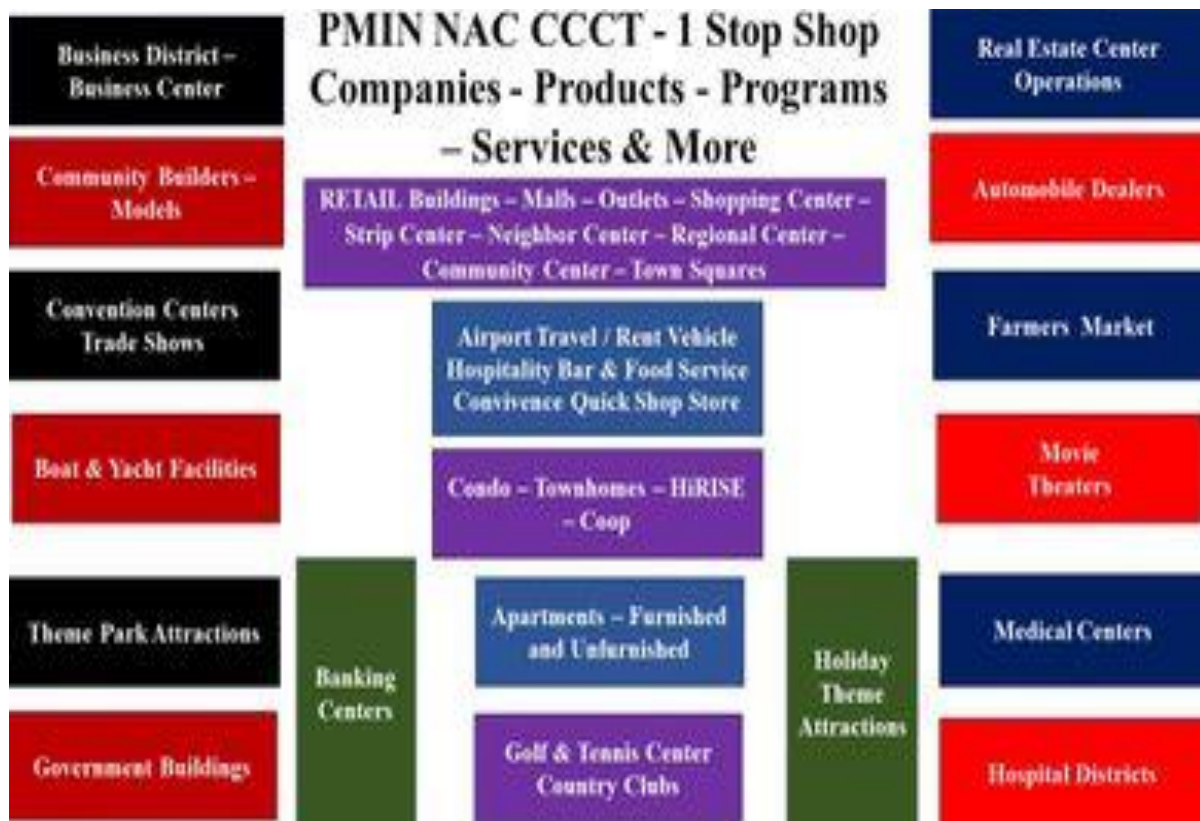 PMIN NAC CCCT - 1 Stop Shop
Companies - Products - Programs
– Services & More
Business District –
Business Center
Community Builders –
Models
Convention Centers
Trade Shows
Boat & Yacht Facilities
Theme Park Attractions
Government Buildings
RETAIL Buildings – Malls – Outlets – Shopping Center –
Strip Center – Neighbor Center – Regional Center –
Community Center – Town Squares
Airport Travel / Rent Vehicle
Hospitality Bar & Food Service
Convivence Quick Shop Store
Condo – Townhomes – HiRISE
– Coop
Banking
Centers
Apartments – Furnished
and Unfurnished
Golf & Tennis Center
Country Clubs
Holiday
Theme
Attractions
Real Estate Center
Operations
Automobile Dealers
Farmers Market
Movie
Theaters
Medical Centers
Hospital Districts